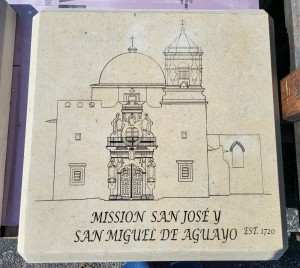 MISSION SAN JOSÉ Y
SAN MIGUEL DE AGUAYO EST. 1720